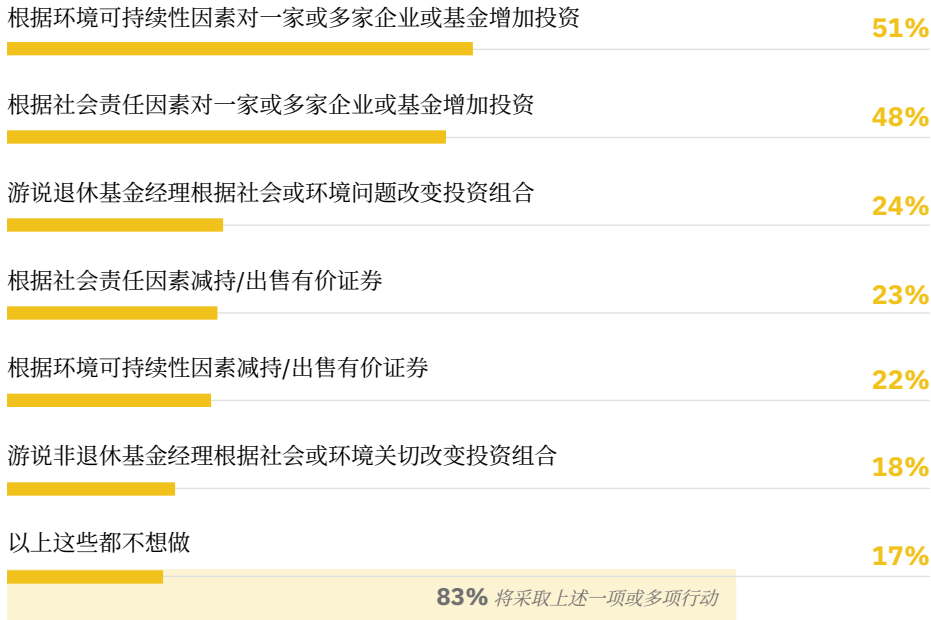 根据环境可持续性因素对一家或多家企业或基金增加投资
51%
根据社会责任因素对一家或多家企业或基金增加投资
48%
游说退休基金经理根据社会或环境问题改变投资组合
24%
根据社会责任因素减持/出售有价证券
23%
根据环境可持续性因素减持/出售有价证券
22%
游说非退休基金经理根据社会或环境关切改变投资组合
18%
以上这些都不想做
17%
83% 将采取上述一项或多项行动